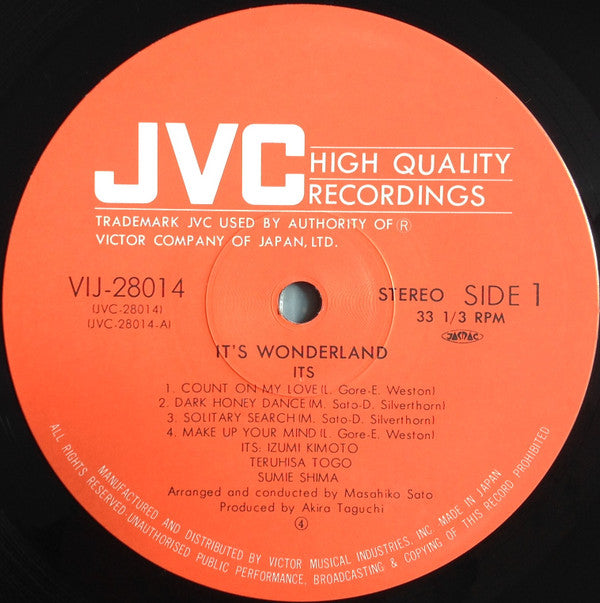 JVC HIGH QUALITY
RECORDINGS
TRADEMARK JVC USED BY AUTHORITY OF ®
VICTOR COMPANY OF JAPAN, LTD.
VIJ-28014
(JVC-28014)
(JVC-28014-A)
STEREO SIDE 1
33 1/3 RPM
JASRAC
IT'S WONDERLAND
ITS
1. COUNT ON MY LOVE(L. Gore-E. Weston)
2. DARK HONEY DANCE(M. Sato-D. Silverthorn)
3. SOLITARY SEARCH(M. Sato-D. Silverthorn)
4. MAKE UP YOUR MIND(L. Gore-E. Weston)
ITS: IZUMI KIMOTO
TERUHISA TOGO
SUMIE SHIMA
Arranged and conducted by Masahiko Sato
Produced by Akira Taguchi
④
MANUFACTURED AND DISTRIBUTED BY VICTOR MUSICAL INDUSTRIES, INC. MADE IN JAPAN
ALL RIGHTS RESERVED.UNAUTHORISED PUBLIC PERFORMANCE, BROADCASTING & COPYING OF THIS RECORD PROHIBITED